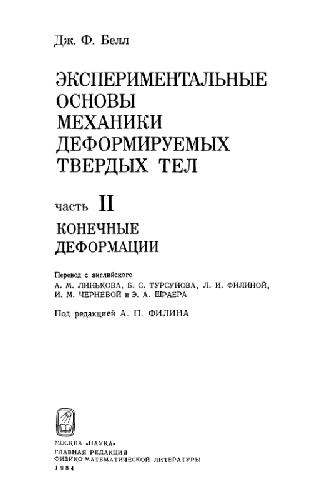 Дж. Ф. Белл
ЭКСПЕРИМЕНТАЛЬНЫЕ
ОСНОВЫ
МЕХАНИКИ
ДЕФОРМИРУЕМЫХ
ТВЕРДЫХ ТЕЛ
часть II
КОНЕЧНЫЕ
ДЕФОРМАЦИИ
Перевод с английского
А. М. ЛИНЬКОВА, Б. С. ТУРСУНОВА, Л. И. ФИЛИНОЙ,
И. М. ЧЕРНЕВОЙ и Э. А. ШРАЕРА
Под редакцией А. П. ФИЛИНА
МОСКВА «НАУКА»
ГЛАВНАЯ РЕДАКЦИЯ
ФИЗИКО-МАТЕМАТИЧЕСКОЙ ЛИТЕРАТУРЫ
1984